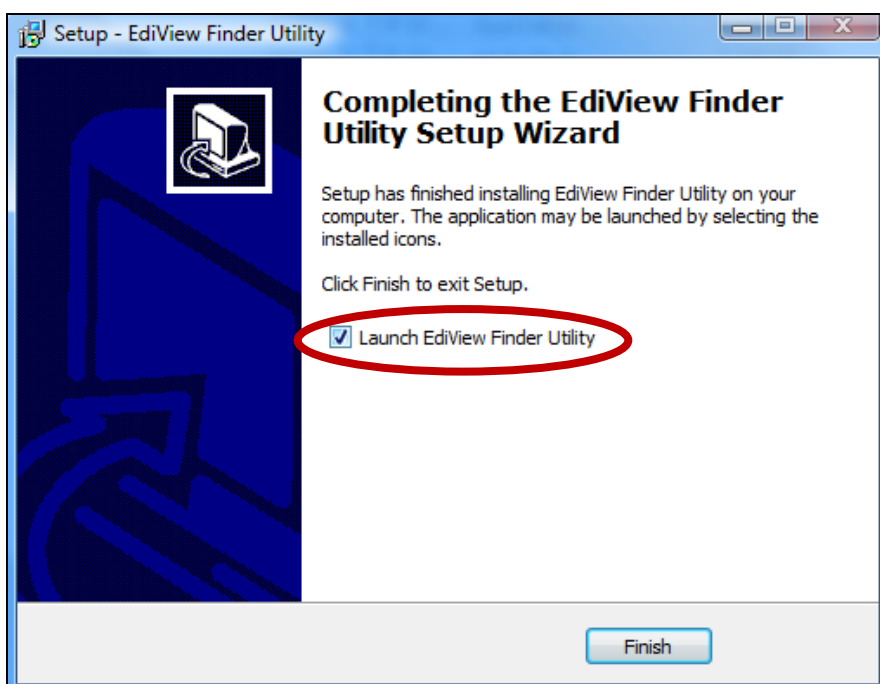 Setup - EdiView Finder Utility
Completing the EdiView Finder
Utility Setup Wizard
Setup has finished installing EdiView Finder Utility on your
computer. The application may be launched by selecting the
installed icons.
Click Finish to exit Setup.
Launch EdiView Finder Utility
Finish